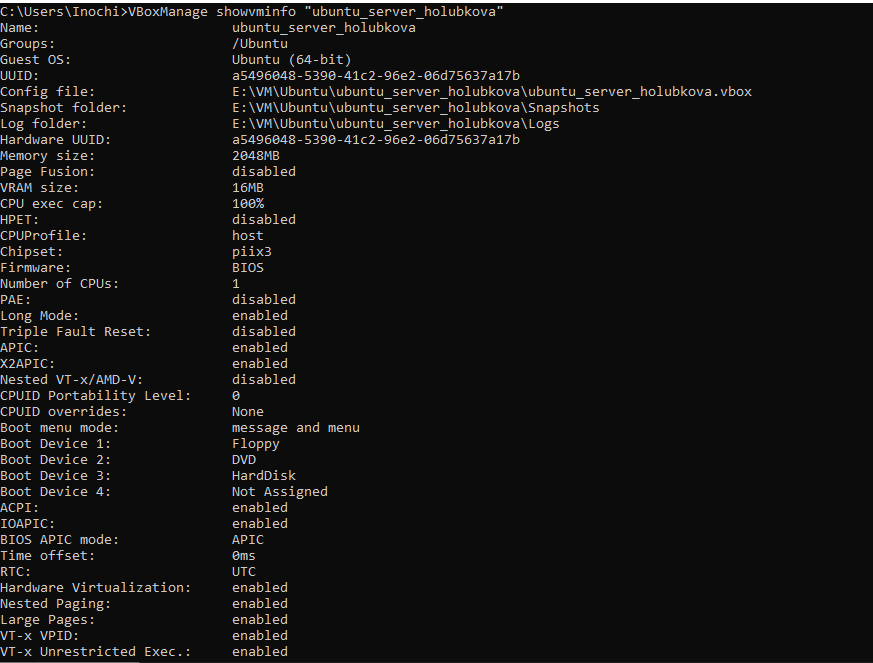 C:\Users\Inochi>VBoxManage showvminfo "ubuntu_server_holubkova"
Name: ubuntu_server_holubkova
Groups: /Ubuntu
Guest OS: Ubuntu (64-bit)
UUID: a5496048-5390-41c2-96e2-06d75637a17b
Config file: E:\VM\Ubuntu\ubuntu_server_holubkova\ubuntu_server_holubkova.vbox
Snapshot folder: E:\VM\Ubuntu\ubuntu_server_holubkova\Snapshots
Log folder: E:\VM\Ubuntu\ubuntu_server_holubkova\Logs
Hardware UUID: a5496048-5390-41c2-96e2-06d75637a17b
Memory size: 2048MB
Page Fusion: disabled
VRAM size: 16MB
CPU exec cap: 100%
HPET: disabled
CPUProfile: host
Chipset: piix3
Firmware: BIOS
Number of CPUs: 1
PAE: disabled
Long Mode: enabled
Triple Fault Reset: disabled
APIC: enabled
X2APIC: enabled
Nested VT-x/AMD-V: disabled
CPUID Portability Level: 0
CPUID overrides: None
Boot menu mode: message and menu
Boot Device 1: Floppy
Boot Device 2: DVD
Boot Device 3: HardDisk
Boot Device 4: Not Assigned
ACPI: enabled
IOAPIC: enabled
BIOS APIC mode: APIC
Time offset: 0ms
RTC: UTC
Hardware Virtualization: enabled
Nested Paging: enabled
Large Pages: enabled
VT-x VPID: enabled
VT-x Unrestricted Exec.: enabled